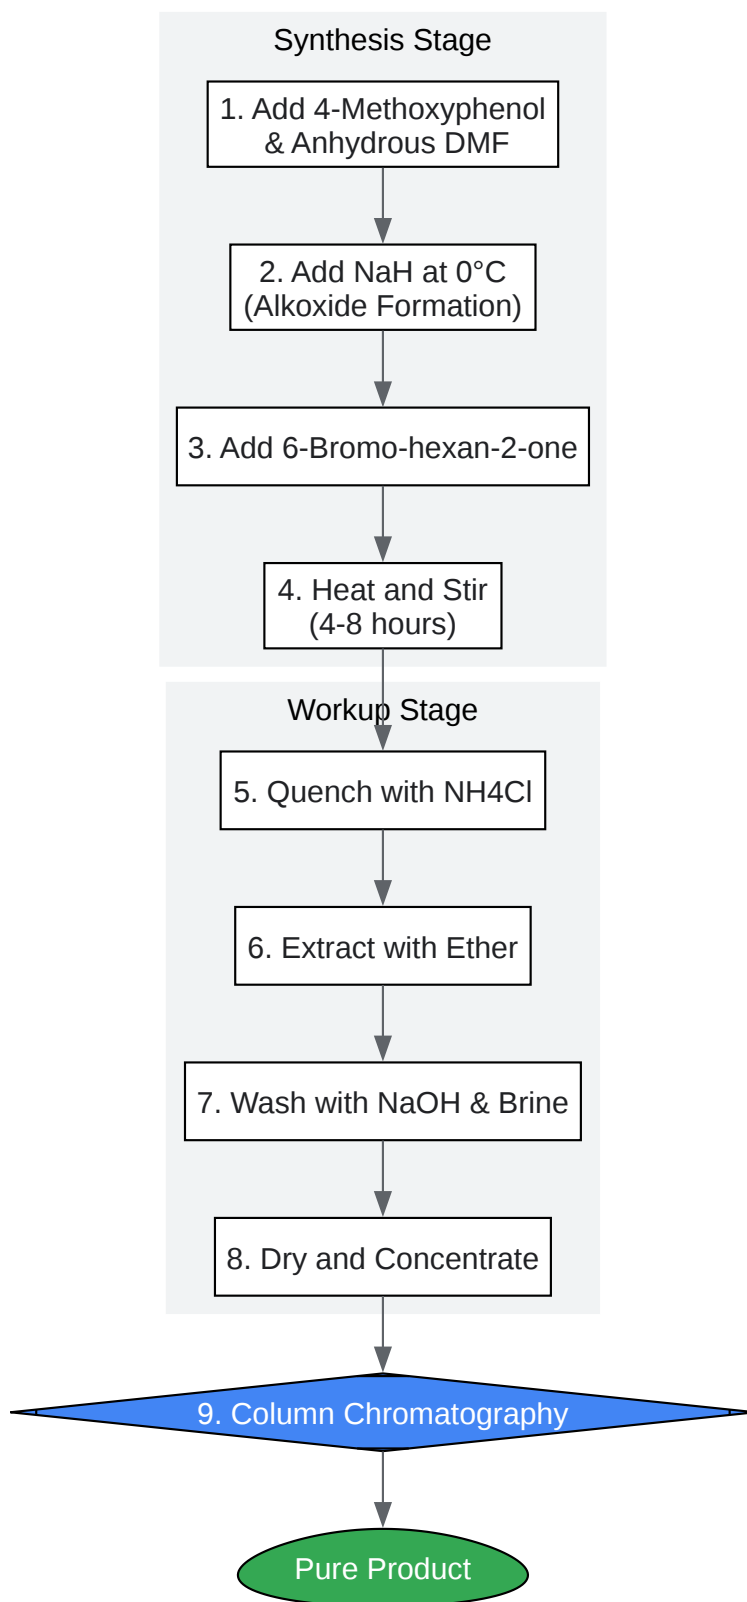 Synthesis Stage
1. Add 4-Methoxyphenol
& Anhydrous DMF
2. Add NaH at 0°C
(Alkoxide Formation)
3. Add 6-Bromo-hexan-2-one
4. Heat and Stir
(4-8 hours)
Workup Stage
5. Quench with NH4Cl
6. Extract with Ether
7. Wash with NaOH & Brine
8. Dry and Concentrate
9. Column Chromatography
Pure Product